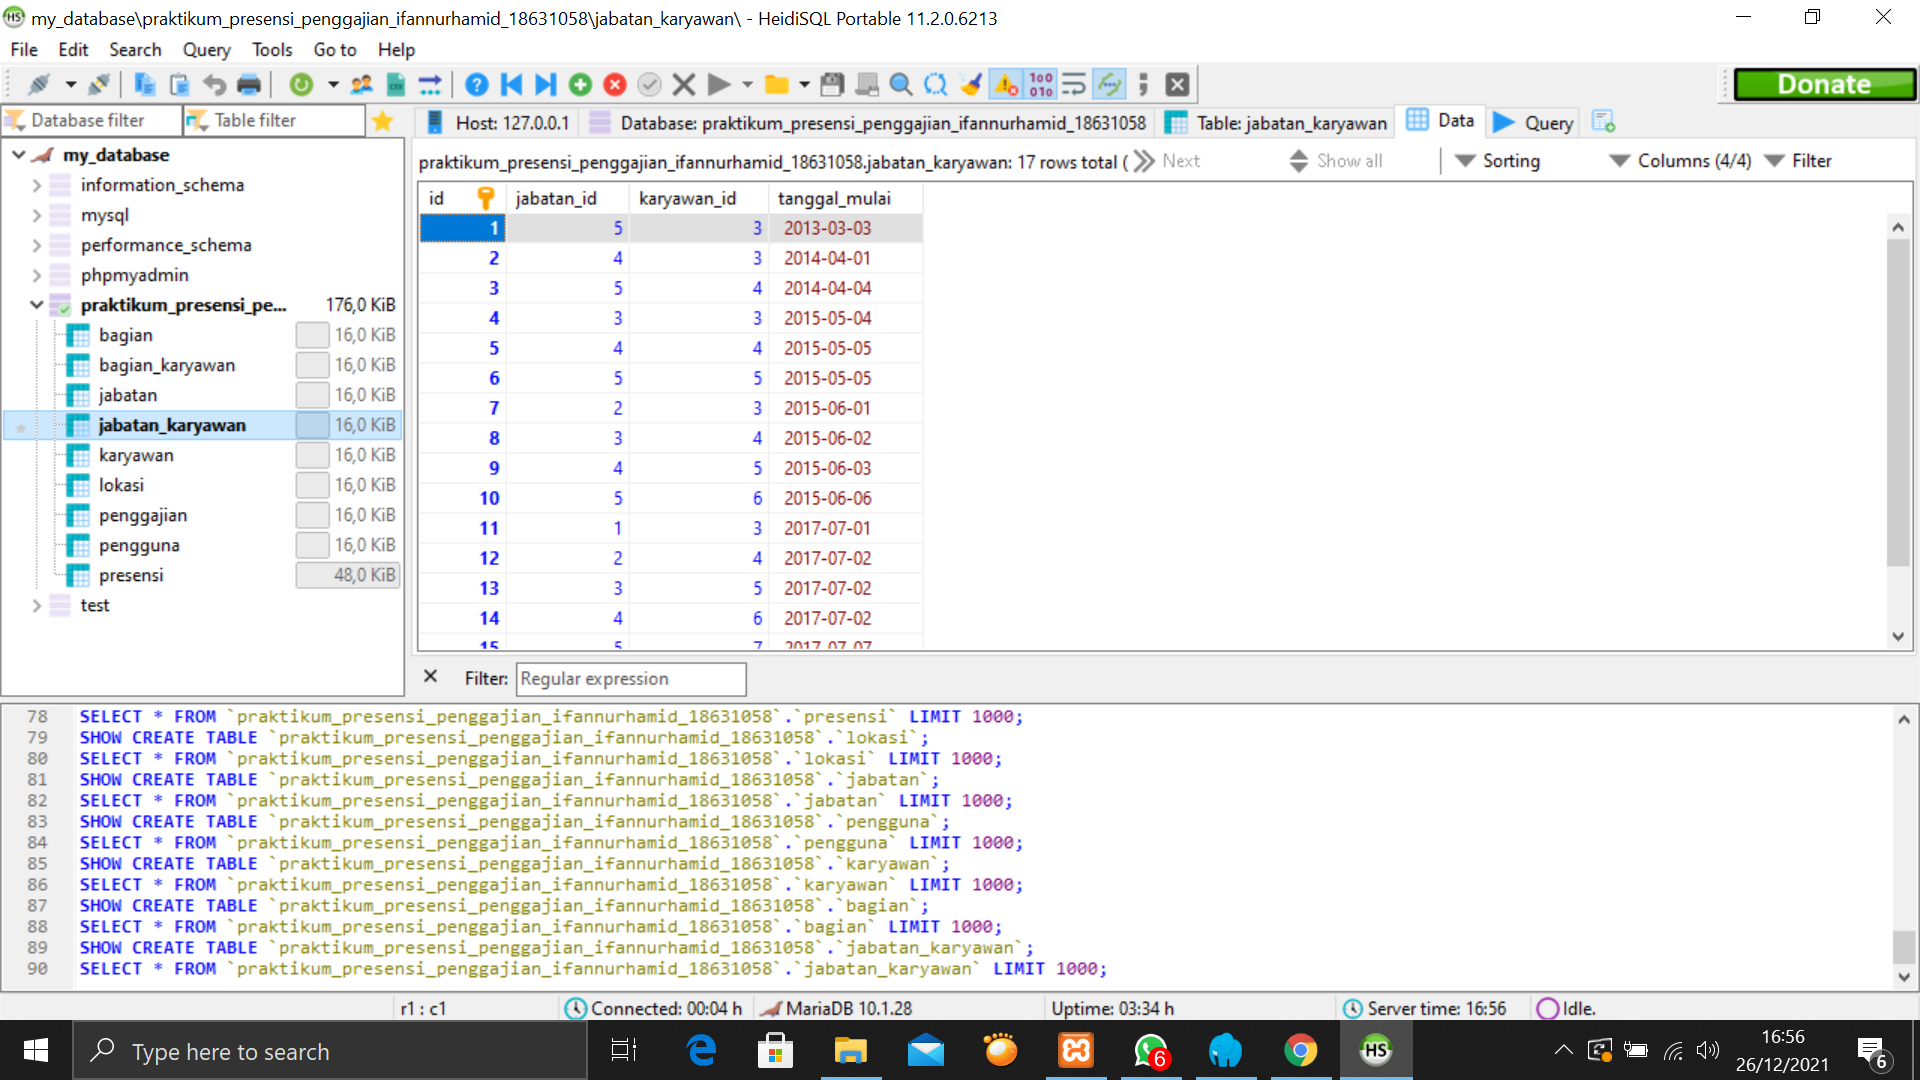 my_database\praktikum_presensi_penggajian_ifannurhamid_18631058\jabatan_karyawan\ - HeidiSQL Portable 11.2.0.6213
File Edit Search Query Tools Go to Help
Donate
Database filter Table filter
Host: 127.0.0.1 Database: praktikum_presensi_penggajian_ifannurhamid_18631058 Table: jabatan_karyawan Data Query
my_database
information_schema
mysql
performance_schema
phpmyadmin
praktikum_presensi_pe... 176,0 KiB
bagian 16,0 KiB
bagian_karyawan 16,0 KiB
jabatan 16,0 KiB
jabatan_karyawan 16,0 KiB
karyawan 16,0 KiB
lokasi 16,0 KiB
penggajian 16,0 KiB
pengguna 16,0 KiB
presensi 48,0 KiB
test
praktikum_presensi_penggajian_ifannurhamid_18631058.jabatan_karyawan: 17 rows total ( Next Show all Sorting Columns (4/4) Filter
id jabatan_id karyawan_id tanggal_mulai
1 5 3 2013-03-03
2 4 3 2014-04-01
3 5 4 2014-04-04
4 3 3 2015-05-04
5 4 4 2015-05-05
6 5 5 2015-05-05
7 2 3 2015-06-01
8 3 4 2015-06-02
9 4 5 2015-06-03
10 5 6 2015-06-06
11 1 3 2017-07-01
12 2 4 2017-07-02
13 3 5 2017-07-02
14 4 6 2017-07-02
15 5 7 2017-07-07
Filter: Regular expression
78 SELECT * FROM `praktikum_presensi_penggajian_ifannurhamid_18631058`.`presensi` LIMIT 1000;
79 SHOW CREATE TABLE `praktikum_presensi_penggajian_ifannurhamid_18631058`.`lokasi`;
80 SELECT * FROM `praktikum_presensi_penggajian_ifannurhamid_18631058`.`lokasi` LIMIT 1000;
81 SHOW CREATE TABLE `praktikum_presensi_penggajian_ifannurhamid_18631058`.`jabatan`;
82 SELECT * FROM `praktikum_presensi_penggajian_ifannurhamid_18631058`.`jabatan` LIMIT 1000;
83 SHOW CREATE TABLE `praktikum_presensi_penggajian_ifannurhamid_18631058`.`pengguna`;
84 SELECT * FROM `praktikum_presensi_penggajian_ifannurhamid_18631058`.`pengguna` LIMIT 1000;
85 SHOW CREATE TABLE `praktikum_presensi_penggajian_ifannurhamid_18631058`.`karyawan`;
86 SELECT * FROM `praktikum_presensi_penggajian_ifannurhamid_18631058`.`karyawan` LIMIT 1000;
87 SHOW CREATE TABLE `praktikum_presensi_penggajian_ifannurhamid_18631058`.`bagian`;
88 SELECT * FROM `praktikum_presensi_penggajian_ifannurhamid_18631058`.`bagian` LIMIT 1000;
89 SHOW CREATE TABLE `praktikum_presensi_penggajian_ifannurhamid_18631058`.`jabatan_karyawan`;
90 SELECT * FROM `praktikum_presensi_penggajian_ifannurhamid_18631058`.`jabatan_karyawan` LIMIT 1000;
r1 : c1 Connected: 00:04 h MariaDB 10.1.28 Uptime: 03:34 h Server time: 16:56 Idle.
Type here to search
6
HS
16:56
26/12/2021
6